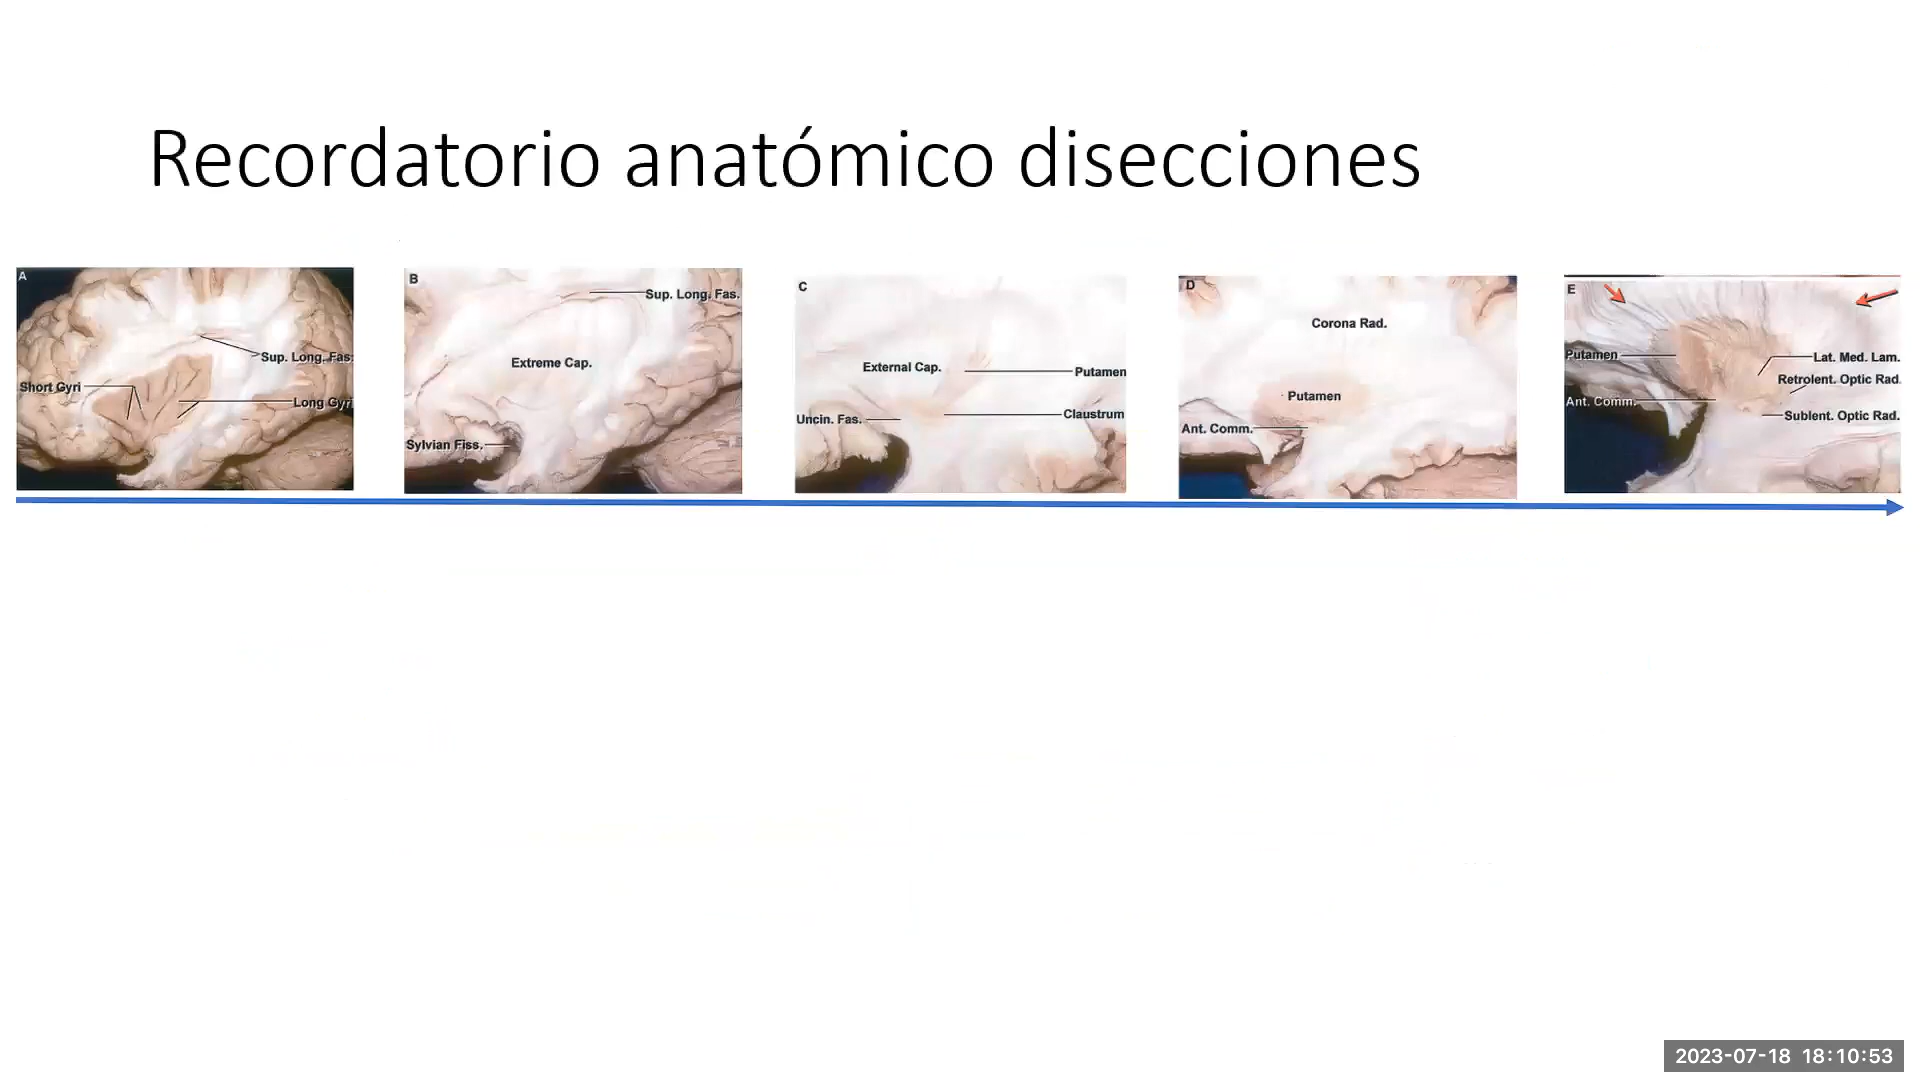 Recordatorio anatómico disecciones
A
Sup. Long. Fas.
Short Gyri
Long Gyri
B
Sup. Long. Fas.
Extreme Cap.
Sylvian Fiss.
C
External Cap.
Putamen
Uncin. Fas.
Claustrum
D
Corona Rad.
Putamen
Ant. Comm.
E
Putamen
Lat. Med. Lam.
Retrolent. Optic Rad.
Ant. Comm.
Sublent. Optic Rad.
2023-07-18 18:10:53